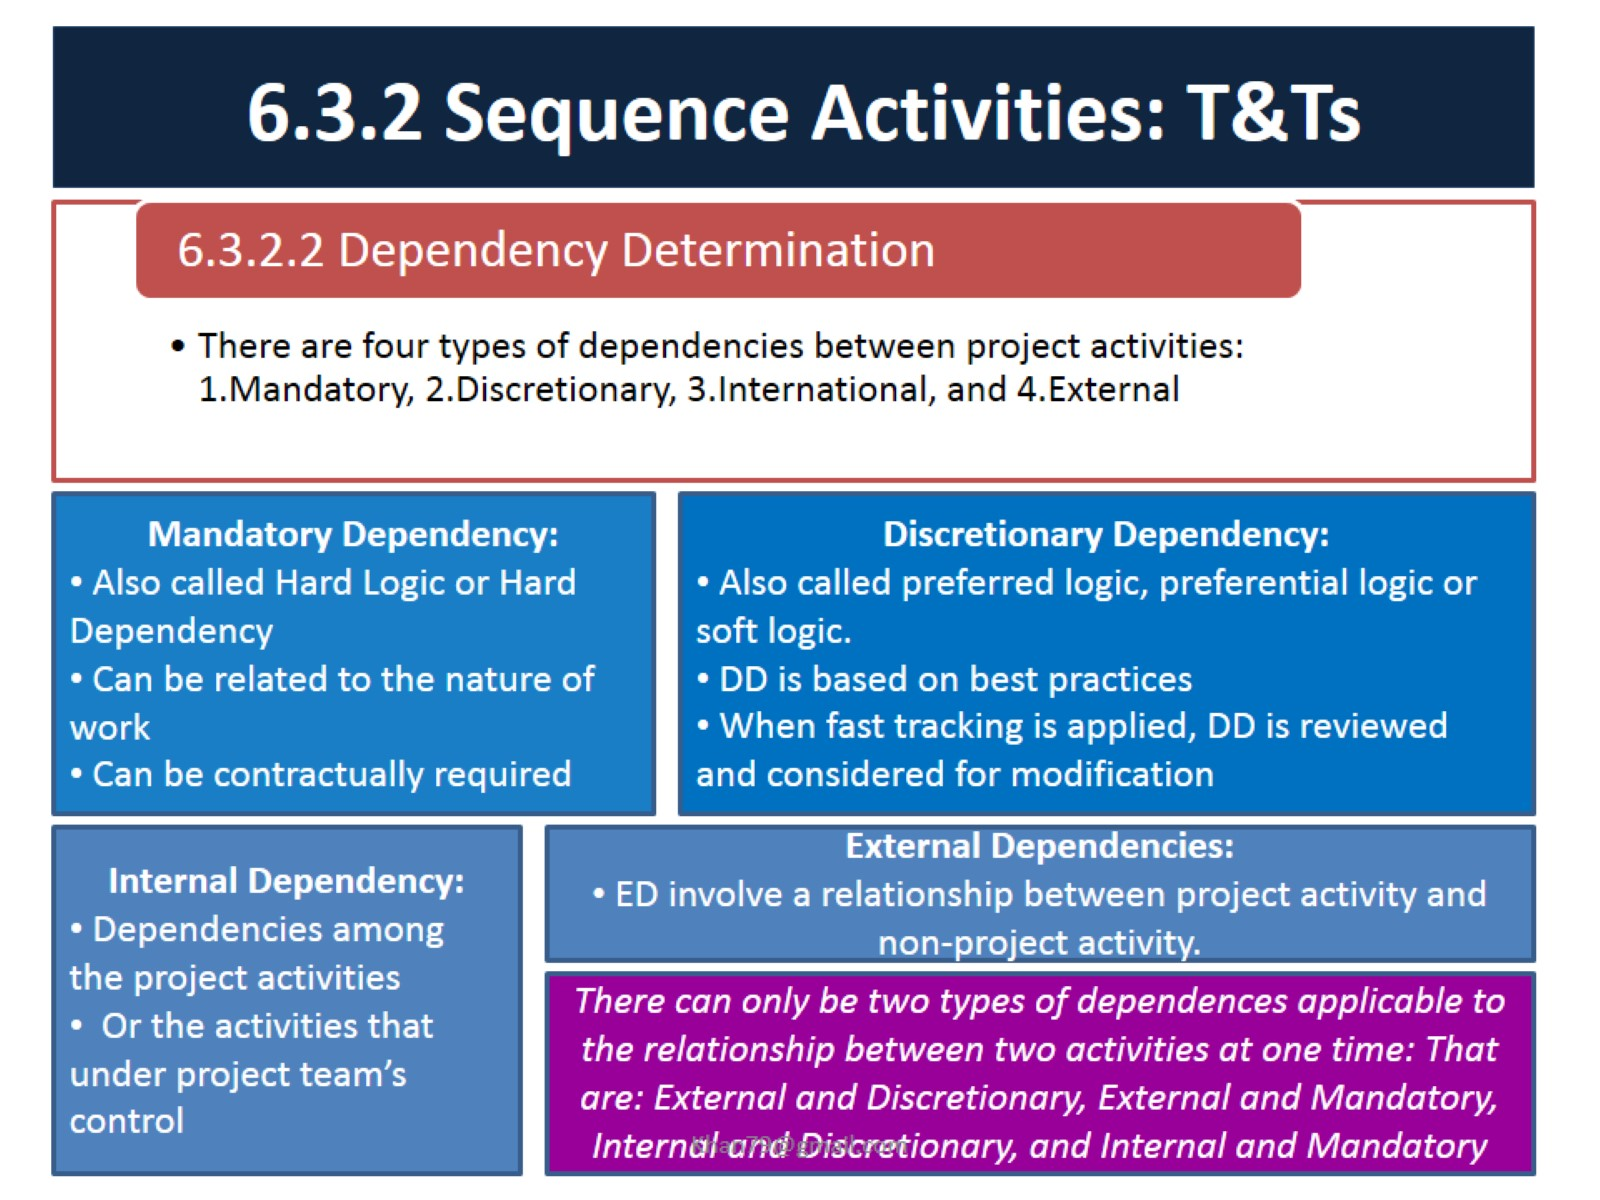 6.3.2 Sequence Activities: T&Ts
6.3.2.2 Dependency Determination
• There are four types of dependencies between project activities:
1.Mandatory, 2.Discretionary, 3.International, and 4.External
Mandatory Dependency:
• Also called Hard Logic or Hard
Dependency
• Can be related to the nature of
work
• Can be contractually required
Discretionary Dependency:
• Also called preferred logic, preferential logic or
soft logic.
• DD is based on best practices
• When fast tracking is applied, DD is reviewed
and considered for modification
Internal Dependency:
• Dependencies among
the project activities
• Or the activities that
under project team’s
control
External Dependencies:
• ED involve a relationship between project activity and
non-project activity.
There can only be two types of dependences applicable to
the relationship between two activities at one time: That
are: External and Discretionary, External and Mandatory,
Internal and Discretionary, and Internal and Mandatory
Khan79@gmail.com